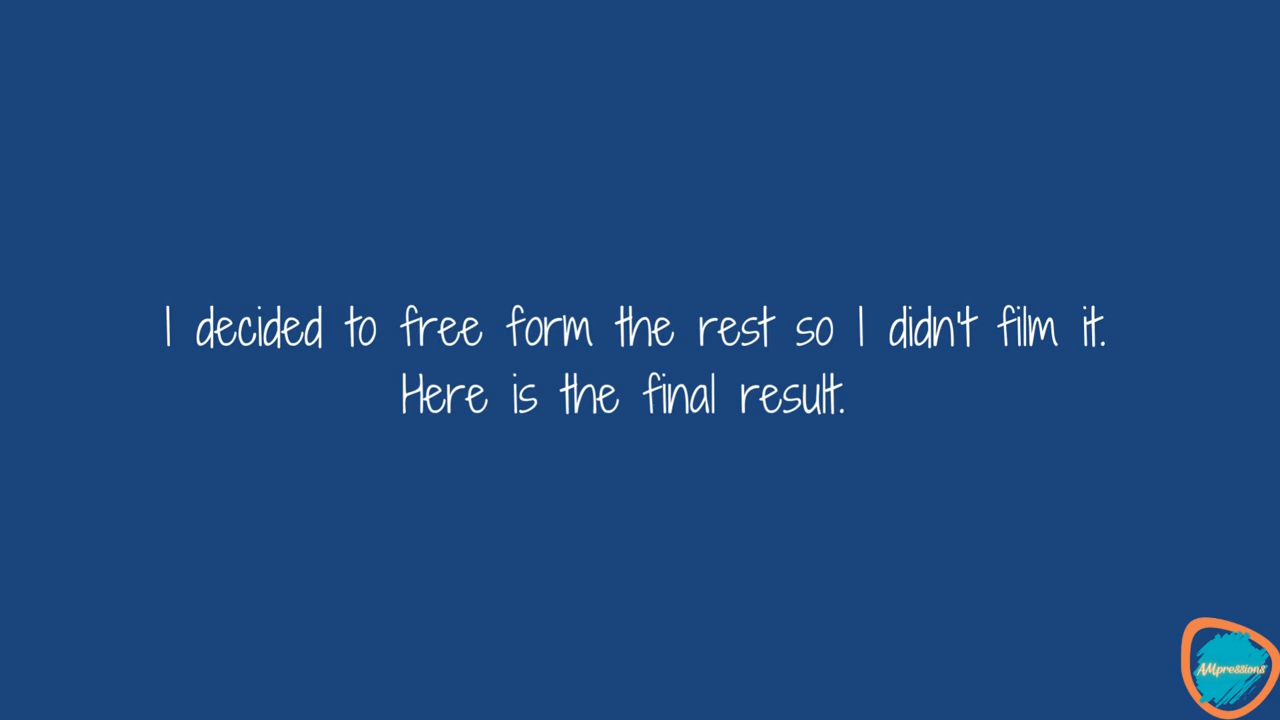 I decided to free form the rest so I didn't film it.
Here is the final result.
AMpressions